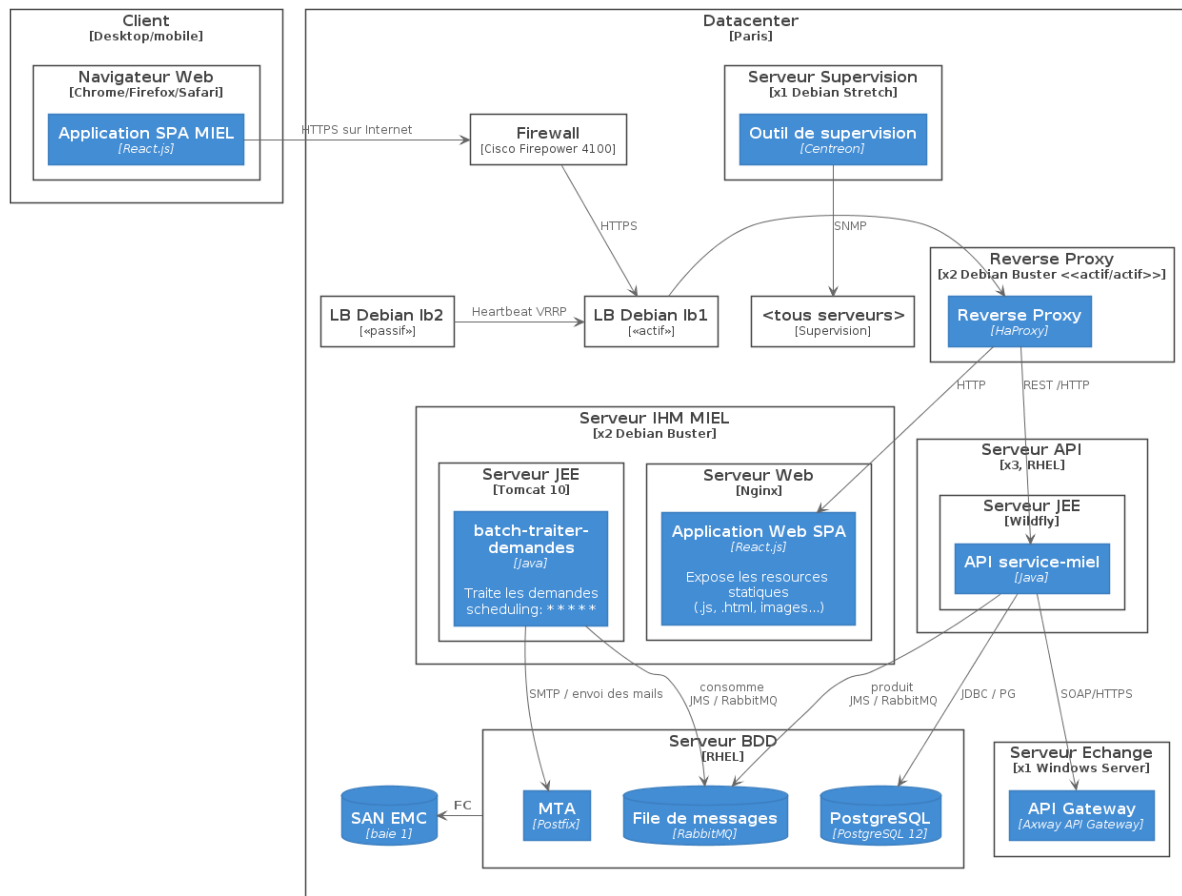 Client
[Desktop/mobile]
Navigateur Web
[Chrome/Firefox/Safari]
Application SPA MIEL
[React.js]
HTTPS sur Internet
Datacenter
[Paris]
Firewall
[Cisco Firepower 4100]
Serveur Supervision
[x1 Debian Stretch]
Outil de supervision
[Centreon]
HTTPS
SNMP
LB Debian lb2
[«passif»]
Heartbeat VRRP
LB Debian lb1
[«actif»]
<tous serveurs>
[Supervision]
Reverse Proxy
[x2 Debian Buster <<actif/actif>>]
Reverse Proxy
[HaProxy]
HTTP
REST /HTTP
Serveur IHM MIEL
[x2 Debian Buster]
Serveur JEE
[Tomcat 10]
batch-traiter-
demandes
[Java]
Traite les demandes
scheduling: * * * * *
Serveur Web
[Nginx]
Application Web SPA
[React.js]
Expose les resources
statiques
(.js, .html, images...)
Serveur API
[x3, RHEL]
Serveur JEE
[Wildfly]
API service-miel
[Java]
SMTP / envoi des mails
consomme
JMS / RabbitMQ
produit
JMS / RabbitMQ
JDBC / PG
SOAP/HTTPS
Serveur BDD
[RHEL]
MTA
[Postfix]
File de messages
[RabbitMQ]
PostgreSQL
[PostgreSQL 12]
FC
SAN EMC
[baie 1]
Serveur Echange
[x1 Windows Server]
API Gateway
[Axway API Gateway]